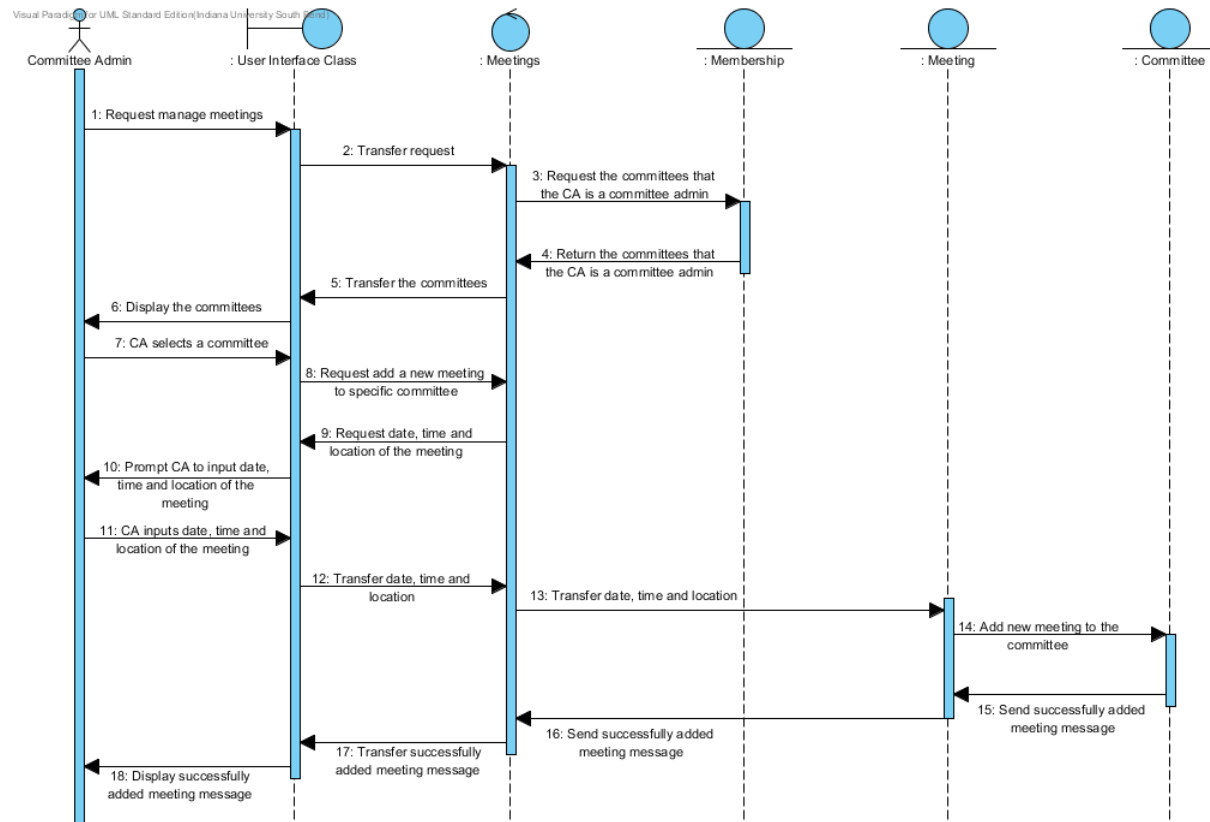 Visual Paradigm for UML Standard Edition(Indiana University South Bend)
Committee Admin
: User Interface Class
: Meetings
: Membership
: Meeting
: Committee
1: Request manage meetings
2: Transfer request
3: Request the committees that
the CA is a committee admin
4: Return the committees that
the CA is a committee admin
5: Transfer the committees
6: Display the committees
7: CA selects a committee
8: Request add a new meeting
to specific committee
9: Request date, time and
location of the meeting
10: Prompt CA to input date,
time and location of the
meeting
11: CA inputs date, time and
location of the meeting
12: Transfer date, time and
location
13: Transfer date, time and location
14: Add new meeting to the
committee
15: Send successfully added
meeting message
16: Send successfully added
meeting message
17: Transfer successfully
added meeting message
18: Display successfully
added meeting message